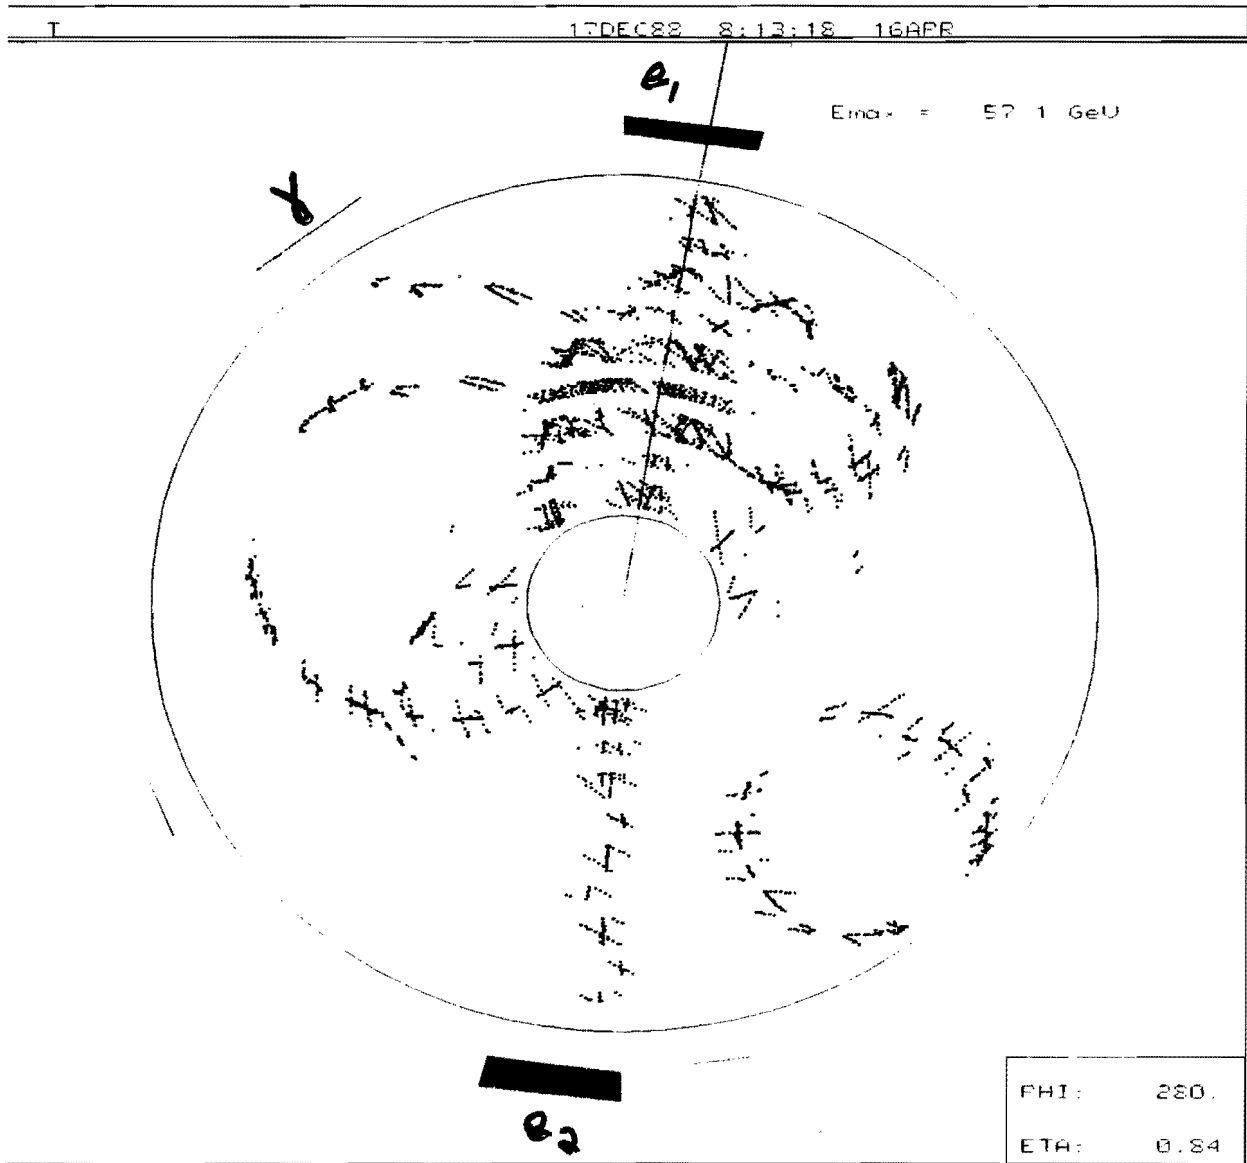 T 17DEC88 8:13:18 16APR
e1
Emax = 57.1 GeV
γ
e2
PHI: 280.
ETA: 0.84